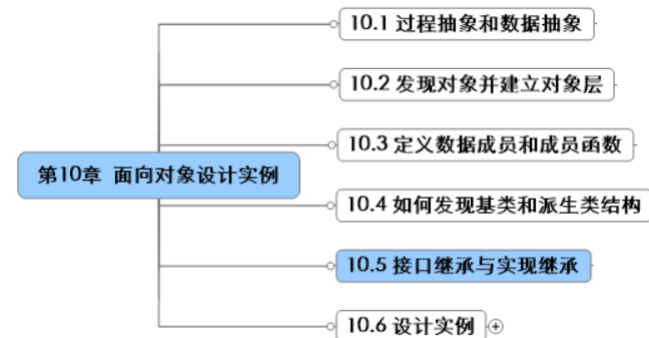 10.1 过程抽象和数据抽象
10.2 发现对象并建立对象层
10.3 定义数据成员和成员函数
第10章 面向对象设计实例
10.4 如何发现基类和派生类结构
10.5 接口继承与实现继承
10.6 设计实例